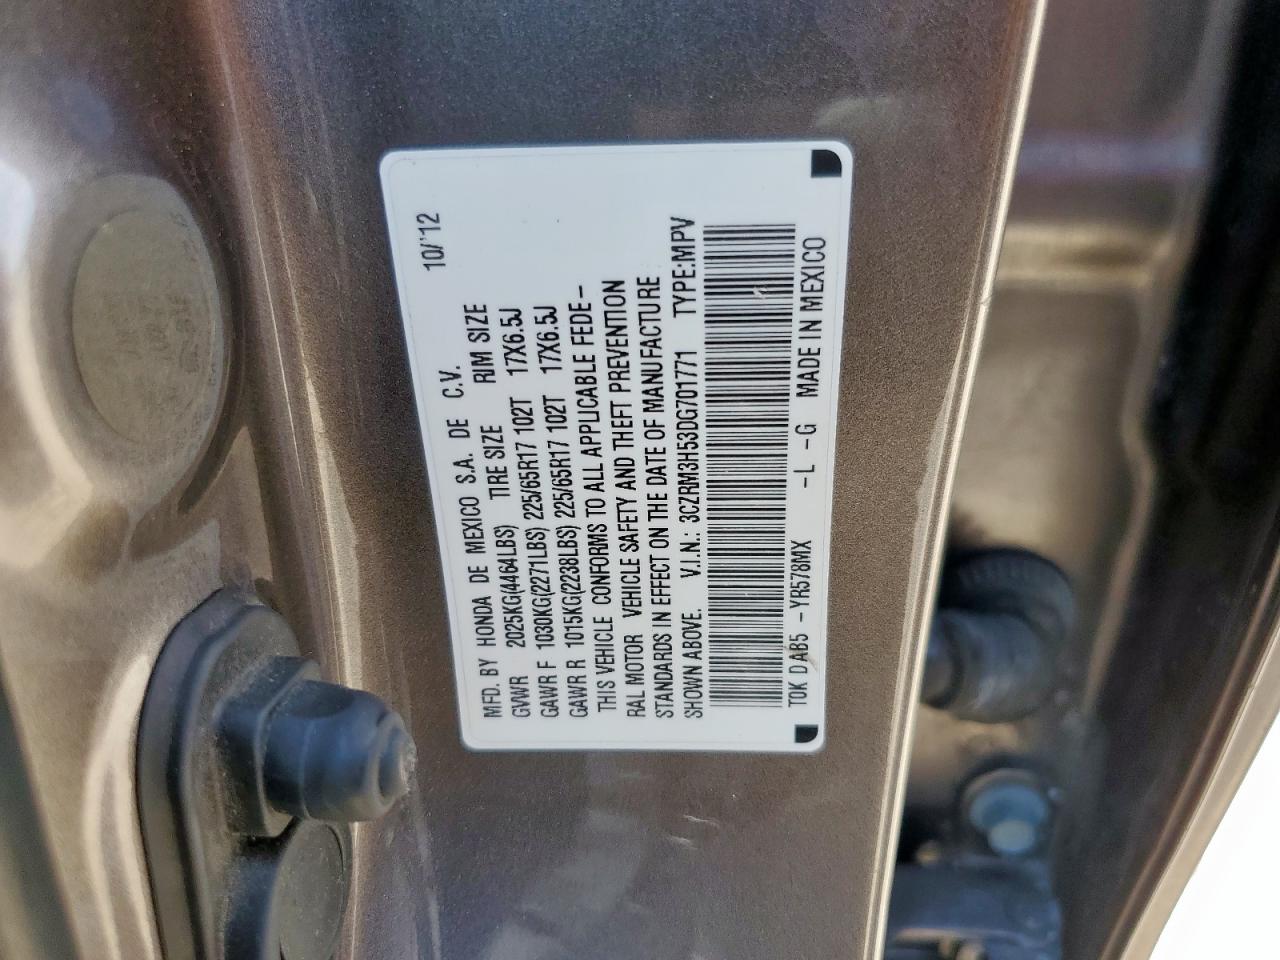 10/'12
MFD. BY HONDA DE MEXICO S.A. DE C.V.
GVWR 2025KG(4464LBS) TIRE SIZE RIM SIZE
GAWR F 1030KG(2271LBS) 225/65R17 102T 17X6.5J
GAWR R 1015KG(2238LBS) 225/65R17 102T 17X6.5J
THIS VEHICLE CONFORMS TO ALL APPLICABLE FEDE-
RAL MOTOR VEHICLE SAFETY AND THEFT PREVENTION
STANDARDS IN EFFECT ON THE DATE OF MANUFACTURE
SHOWN ABOVE. V.I.N.: 3CZRM3H53DG701771 TYPE:MPV
T0K DAB5 -YR578MX -L -G MADE IN MEXICO